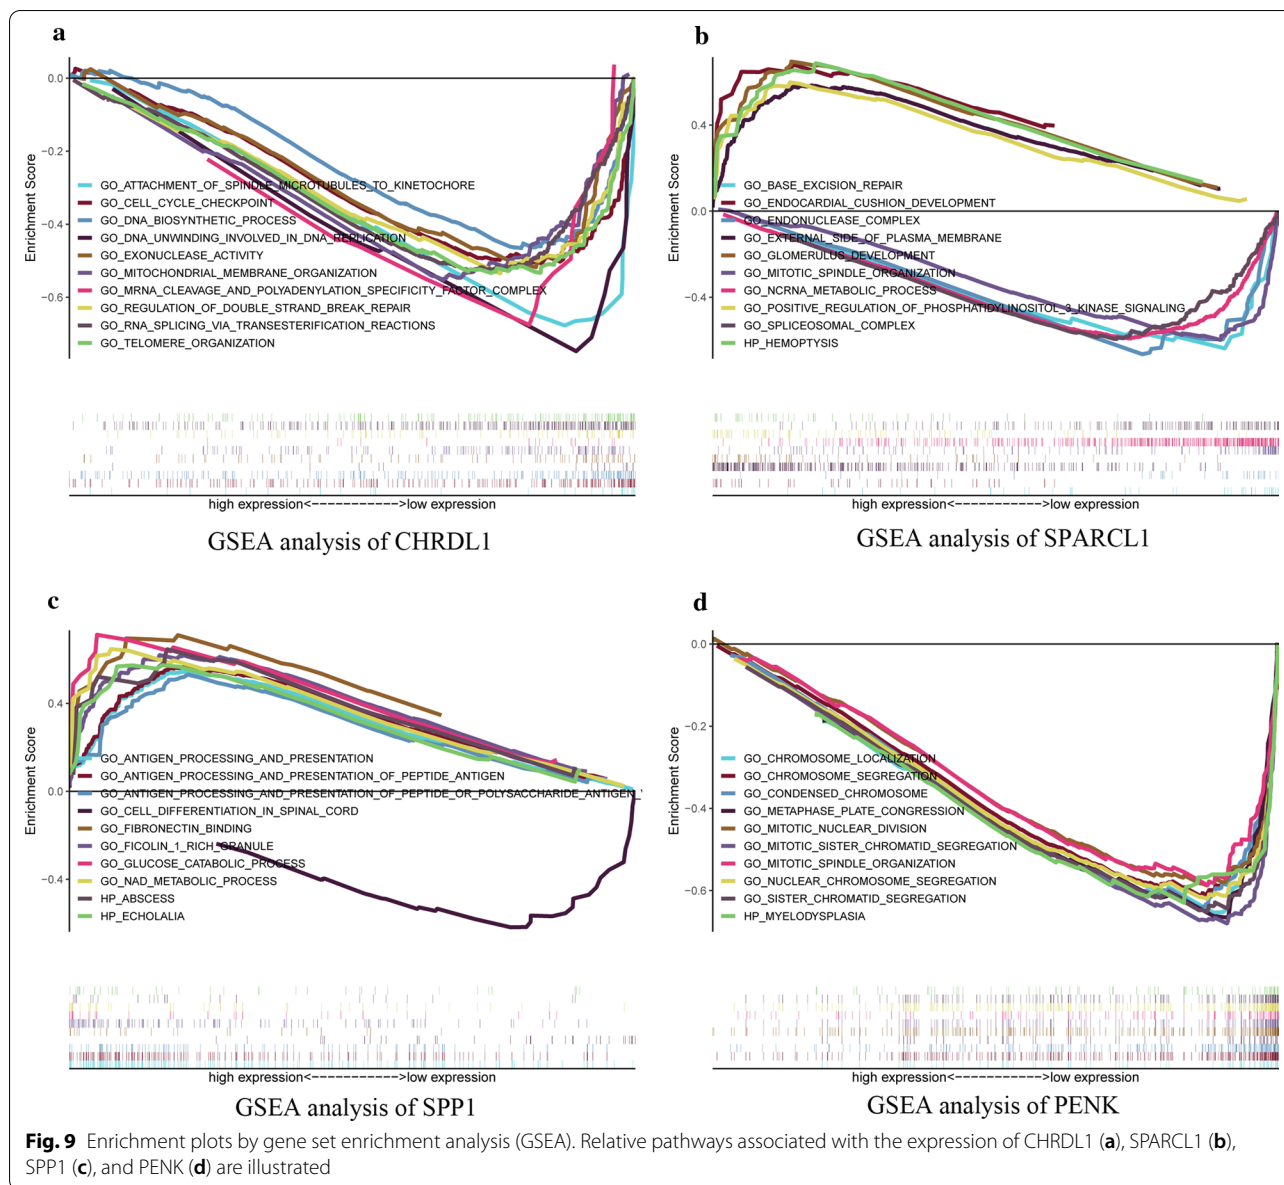 a
0.0
−0.2
−0.4
−0.6
Enrichment Score
GO_ATTACHMENT_OF_SPINDLE_MICROTUBULES_TO_KINETOCHORE
GO_CELL_CYCLE_CHECKPOINT
GO_DNA_BIOSYNTHETIC_PROCESS
GO_DNA_UNWINDING_INVOLVED_IN_DNA_REPLICATION
GO_EXONUCLEASE_ACTIVITY
GO_MITOCHONDRIAL_MEMBRANE_ORGANIZATION
GO_MRNA_CLEAVAGE_AND_POLYADENYLATION_SPECIFICITY_FACTOR_COMPLEX
GO_REGULATION_OF_DOUBLE_STRAND_BREAK_REPAIR
GO_RNA_SPLICING_VIA_TRANSESTERIFICATION_REACTIONS
GO_TELOMERE_ORGANIZATION
high expression<------------->low expression
GSEA analysis of CHRDL1
b
0.4
0.0
−0.4
Enrichment Score
GO_BASE_EXCISION_REPAIR
GO_ENDOCARDIAL_CUSHION_DEVELOPMENT
GO_ENDONUCLEASE_COMPLEX
GO_EXTERNAL_SIDE_OF_PLASMA_MEMBRANE
GO_GLOMERULUS_DEVELOPMENT
GO_MITOTIC_SPINDLE_ORGANIZATION
GO_NCRNA_METABOLIC_PROCESS
GO_POSITIVE_REGULATION_OF_PHOSPHATIDYLINOSITOL_3_KINASE_SIGNALING
GO_SPLICEOSOMAL_COMPLEX
HP_HEMOPTYSIS
high expression<------------->low expression
GSEA analysis of SPARCL1
c
0.4
0.0
−0.4
Enrichment Score
GO_ANTIGEN_PROCESSING_AND_PRESENTATION
GO_ANTIGEN_PROCESSING_AND_PRESENTATION_OF_PEPTIDE_ANTIGEN
GO_ANTIGEN_PROCESSING_AND_PRESENTATION_OF_PEPTIDE_OR_POLYSACCHARIDE_ANTIGEN
GO_CELL_DIFFERENTIATION_IN_SPINAL_CORD
GO_FIBRONECTIN_BINDING
GO_FICOLIN_1_RICH_GRANULE
GO_GLUCOSE_CATABOLIC_PROCESS
GO_NAD_METABOLIC_PROCESS
HP_ABSCESS
HP_ECHOLALIA
high expression<------------->low expression
GSEA analysis of SPP1
d
0.0
−0.2
−0.4
−0.6
Enrichment Score
GO_CHROMOSOME_LOCALIZATION
GO_CHROMOSOME_SEGREGATION
GO_CONDENSED_CHROMOSOME
GO_METAPHASE_PLATE_CONGRESSION
GO_MITOTIC_NUCLEAR_DIVISION
GO_MITOTIC_SISTER_CHROMATID_SEGREGATION
GO_MITOTIC_SPINDLE_ORGANIZATION
GO_NUCLEAR_CHROMOSOME_SEGREGATION
GO_SISTER_CHROMATID_SEGREGATION
HP_MYELODYSPLASIA
high expression<------------->low expression
GSEA analysis of PENK
Fig. 9 Enrichment plots by gene set enrichment analysis (GSEA). Relative pathways associated with the expression of CHRDL1 (a), SPARCL1 (b),
SPP1 (c), and PENK (d) are illustrated